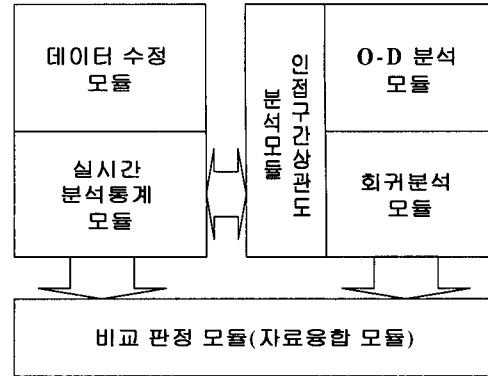 데이터 수정
모듈
실시간
분석통계
모듈
인접구간상관도
분석모듈
O-D 분석
모듈
회귀분석
모듈
비교 판정 모듈(자료융합 모듈)